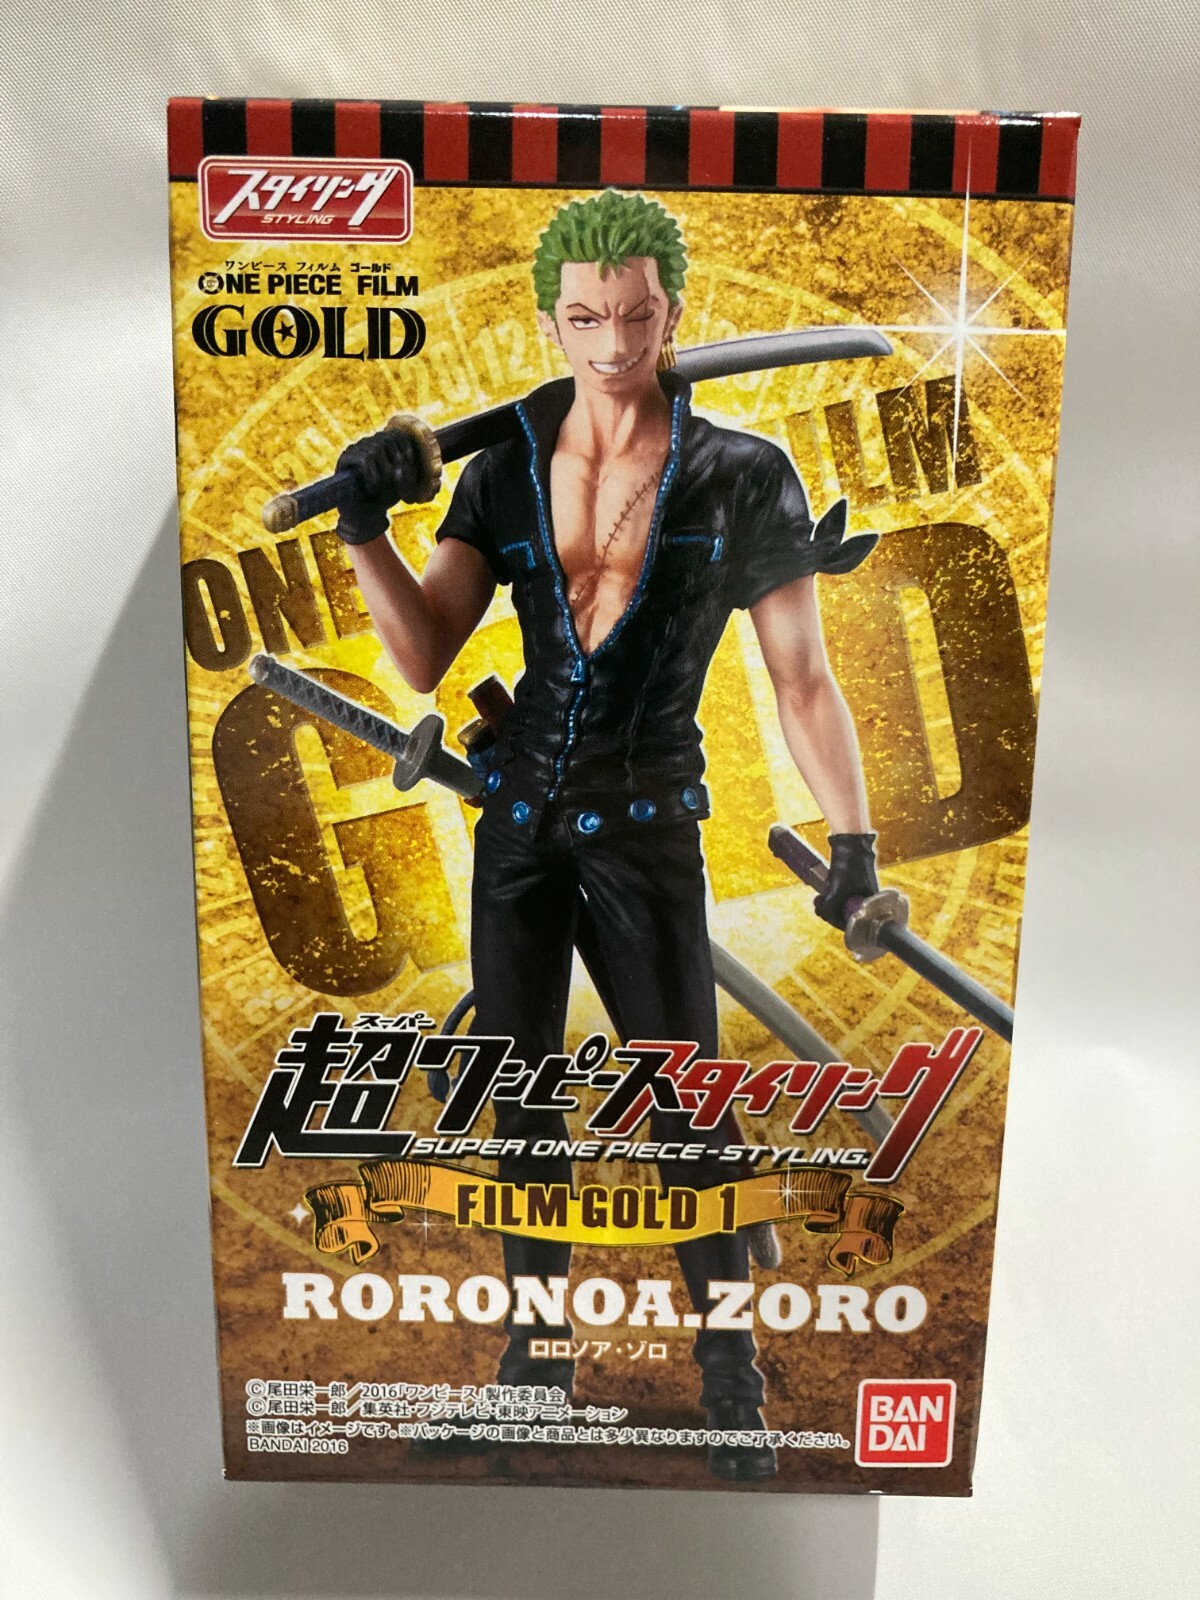 スタイリング
STYLING
ワンピース フィルム ゴールド
ONE PIECE FILM
GOLD
28 12
ONE
FILM
GOLD
スーパー
超ワンピーススタイリング
SUPER ONE PIECE-STYLING.
FILM GOLD 1
RORONOA.ZORO
ロロノア・ゾロ
©尾田栄一郎/2016「ワンピース」製作委員会
©尾田栄一郎/集英社・フジテレビ・東映アニメーション
※画像はイメージです。※パッケージの画像と商品とは多少異なりますのでご了承ください。
BANDAI 2016
BAN
DAI